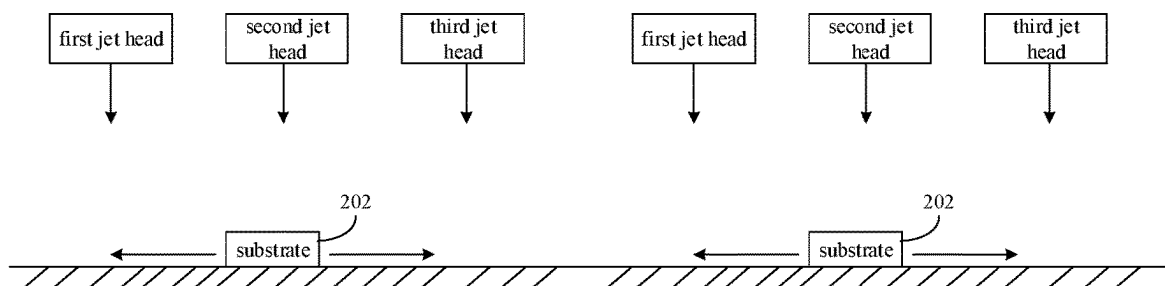 first jet head
second jet
head
third jet
head
first jet head
second jet
head
third jet
head
202
substrate
202
substrate